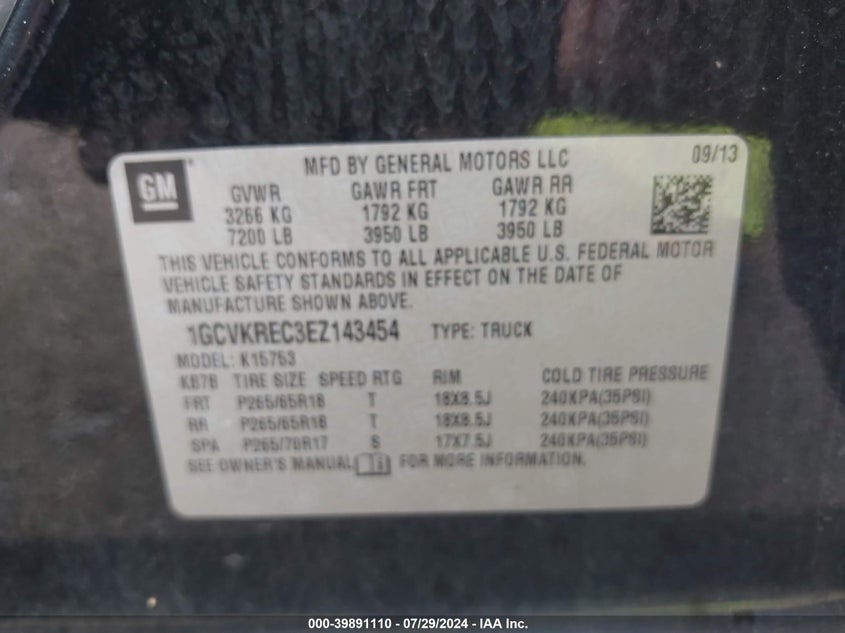 MFD BY GENERAL MOTORS LLC 09/13
GM
GVWR GAWR FRT GAWR RR
3266 KG 1792 KG 1792 KG
7200 LB 3950 LB 3950 LB
THIS VEHICLE CONFORMS TO ALL APPLICABLE U.S. FEDERAL MOTOR
VEHICLE SAFETY STANDARDS IN EFFECT ON THE DATE OF
MANUFACTURE SHOWN ABOVE.
1GCVKREC3EZ143454 TYPE: TRUCK
MODEL: K15753
KB7B TIRE SIZE SPEED RTG RIM COLD TIRE PRESSURE
FRT P265/65R18 T 18X8.5J 240KPA(35PSI)
RR P265/65R18 T 18X8.5J 240KPA(35PSI)
SPA P265/70R17 S 17X7.5J 240KPA(35PSI)
SEE OWNER'S MANUAL i FOR MORE INFORMATION.
000-39891110 / 07/29/2024 - IAA Inc.